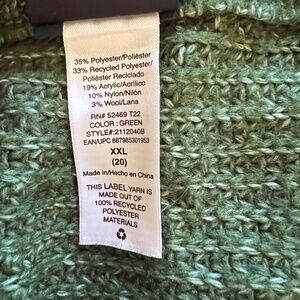 35% Polyester/Poliéster
33% Recycled Polyester/
Poliéster Reciclado
19% Acrylic/Acrílico
10% Nylon/Nilón
3% Wool/Lana
RN# 52469 T22
COLOR : GREEN
STYLE#:2112040B
EAN/UPC 887985301953
XXL
(20)
Made in/Hecho en China
THIS LABEL YARN IS
MADE OUT OF
100% RECYCLED
POLYESTER
MATERIALS